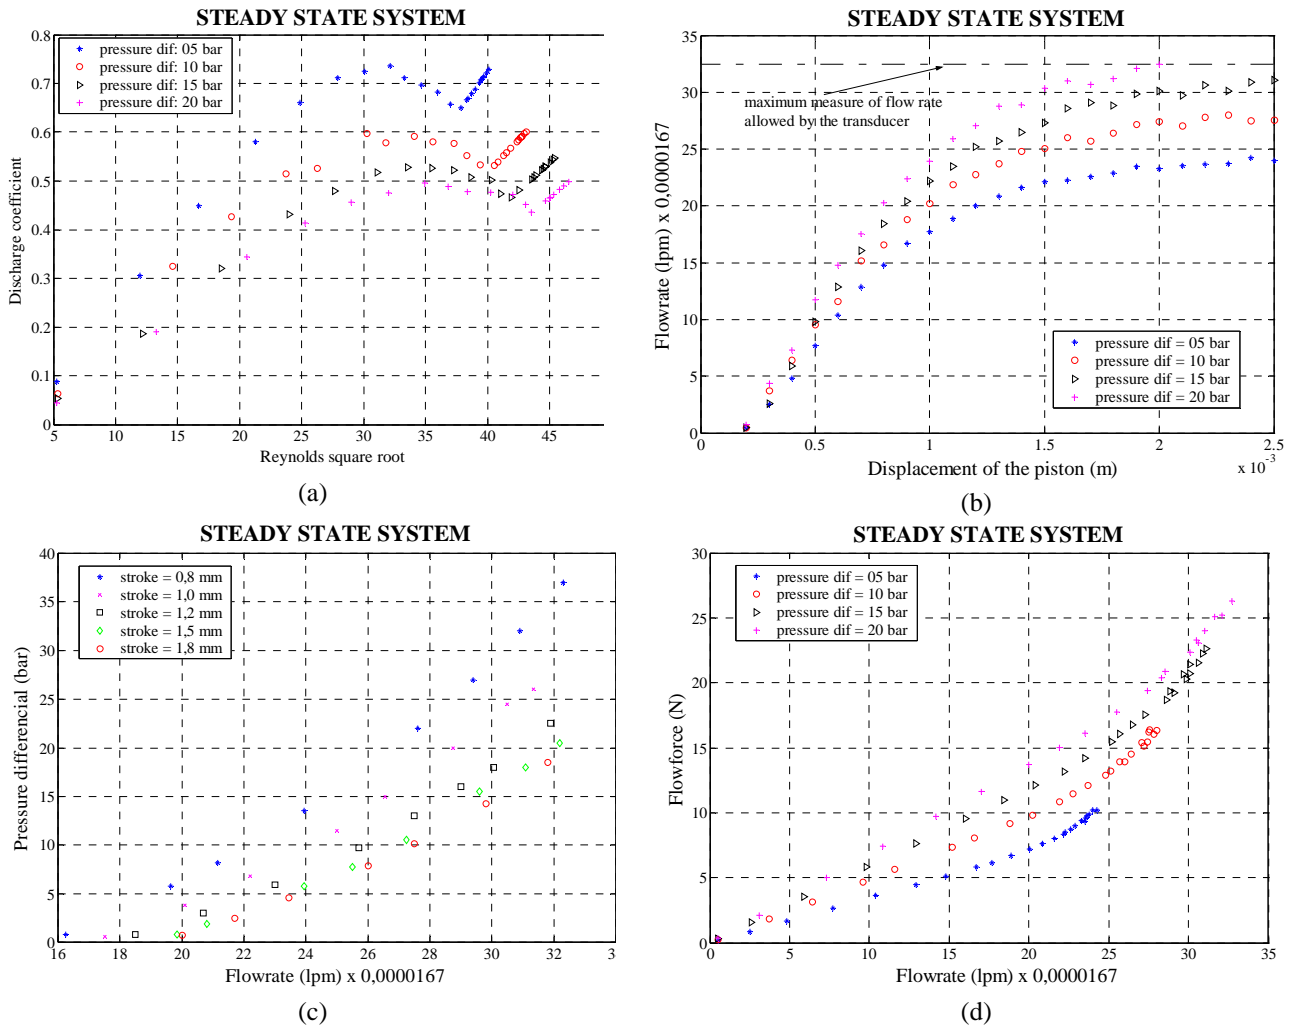 STEADY STATE SYSTEM
0.8
0.7
0.6
0.5
0.4
0.3
0.2
0.1
0
Discharge coefficient
pressure dif: 05 bar
pressure dif: 10 bar
pressure dif: 15 bar
pressure dif: 20 bar
5 10 15 20 25 30 35 40 45
Reynolds square root
(a)
STEADY STATE SYSTEM
35
30
25
20
15
10
5
0
Flowrate (lpm) x 0,0000167
maximum measure of flow rate
allowed by the transducer
pressure dif = 05 bar
pressure dif = 10 bar
pressure dif = 15 bar
pressure dif = 20 bar
0 0.5 1 1.5 2 2.5
Displacement of the piston (m)
x 10-3
(b)
STEADY STATE SYSTEM
40
35
30
25
20
15
10
5
0
Pressure differencial (bar)
stroke = 0,8 mm
stroke = 1,0 mm
stroke = 1,2 mm
stroke = 1,5 mm
stroke = 1,8 mm
16 18 20 22 24 26 28 30 32 3
Flowrate (lpm) x 0,0000167
(c)
STEADY STATE SYSTEM
30
25
20
15
10
5
0
Flowforce (N)
pressure dif = 05 bar
pressure dif = 10 bar
pressure dif = 15 bar
pressure dif = 20 bar
0 5 10 15 20 25 30 35
Flowrate (lpm) x 0,0000167
(d)